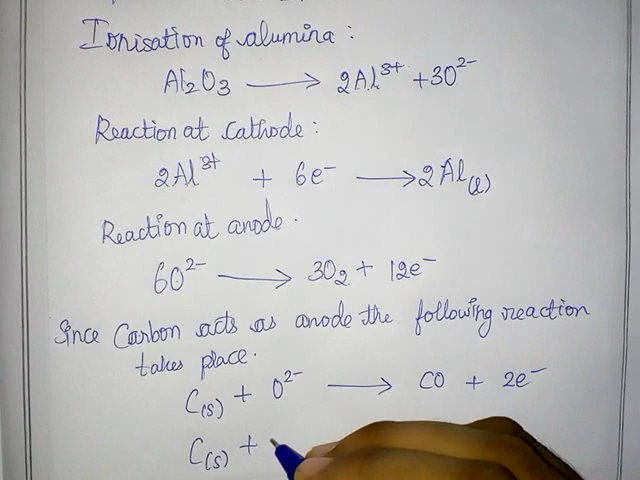 Ionisation of alumina :
Al₂O₃ ⟶ 2Al³⁺ + 3O²⁻
Reaction at cathode :
2Al³⁺ + 6e⁻ ⟶ 2Al(l)
Reaction at anode.
6O²⁻ ⟶ 3O₂ + 12e⁻
Since Carbon acts as anode the following reaction
takes place.
C(s) + O²⁻ ⟶ CO + 2e⁻
C(s) +